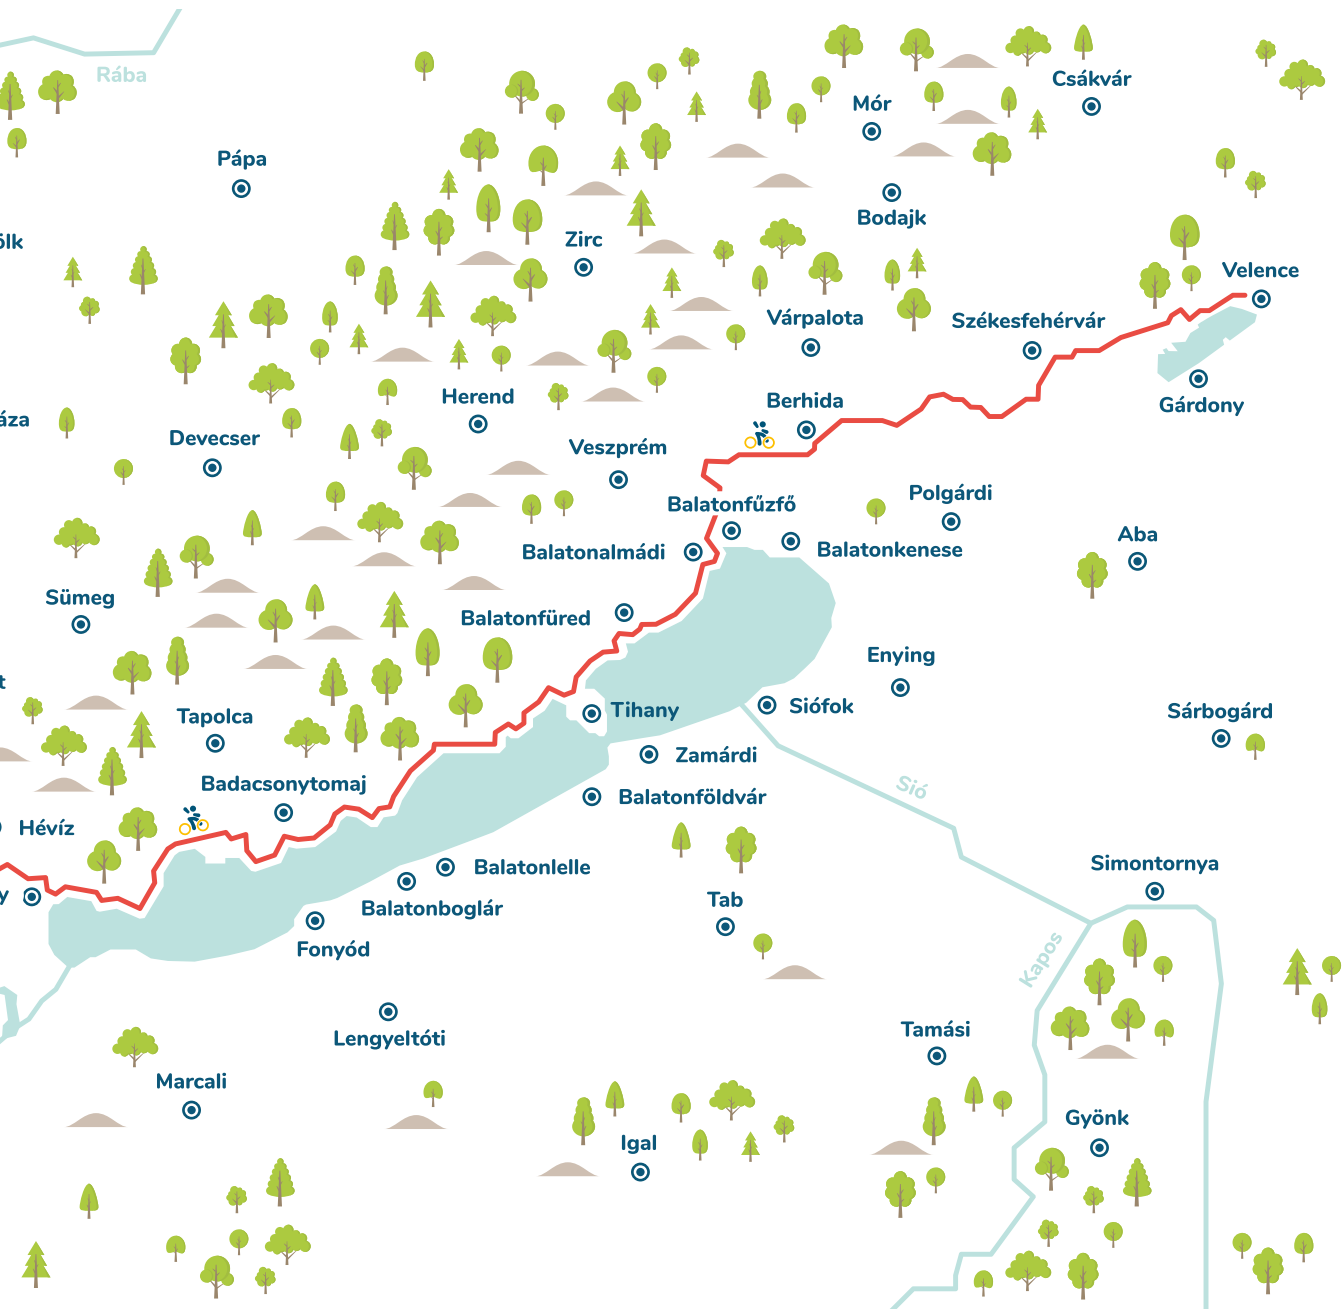 Rába
Csákvár
Mór
Pápa
Bodajk
ölk
Zirc
Velence
Várpalota
Székesfehérvár
Herend
Berhida
Gárdony
áza
Devecser
Veszprém
Polgárdi
Balatonfűzfő
Aba
Balatonalmádi
Balatonkenese
Sümeg
Balatonfüred
Enying
t
Tapolca
Tihany
Siófok
Sárbogárd
Zamárdi
Badacsonytomaj
Sió
Balatonföldvár
Hévíz
Simontornya
Balatonlelle
y
Tab
Balatonboglár
Fonyód
Kapos
Lengyeltóti
Tamási
Marcali
Gyönk
Igal